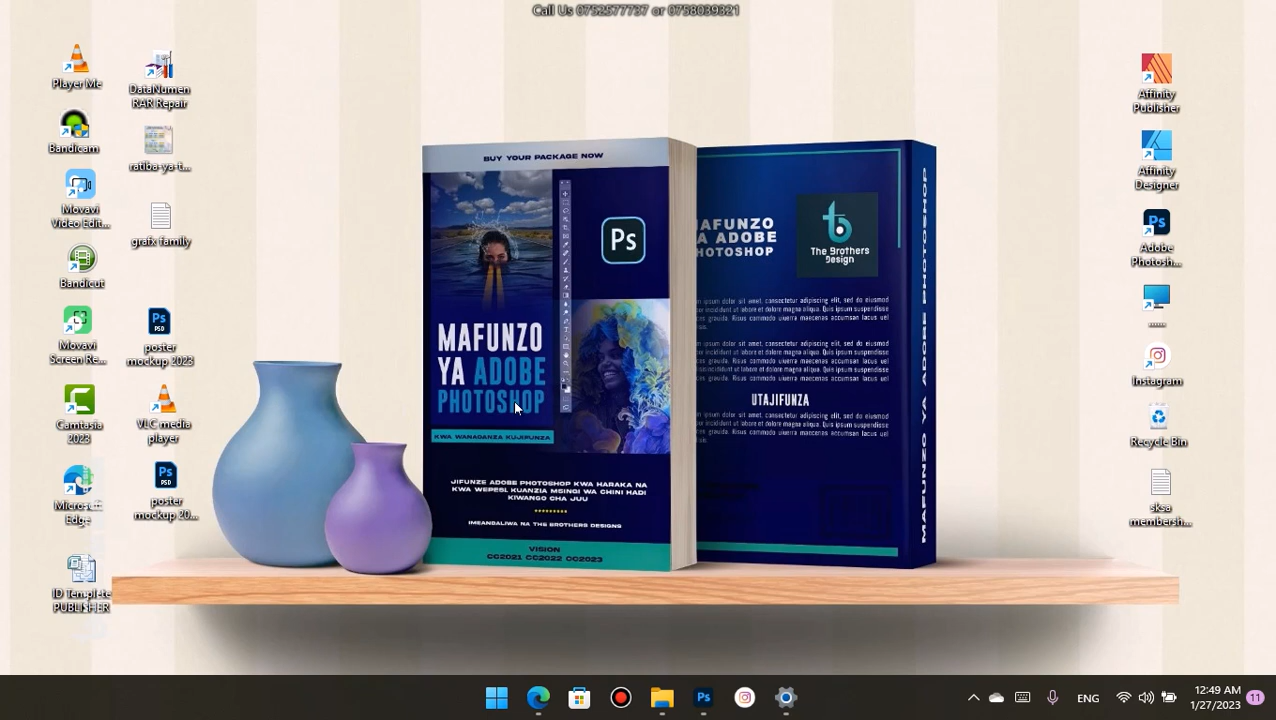 Call Us 0752577737 or 0758039321
Player Me
DataNumen
RAR Repair
Bandicam
ratiba-ya-t...
Movavi
Video Edit...
grafx family
Bandicut
Movavi
Screen Re...
poster
mockup 2023
Camtasia
2023
VLC media
player
Microsoft
Edge
poster
mockup 20...
ID Templete
PUBLISHER
BUY YOUR PACKAGE NOW
Ps
MAFUNZO
YA ADOBE
PHOTOSHOP
KWA WANAOANZA KUJIFUNZA
JIFUNZE ADOBE PHOTOSHOP KWA HARAKA NA
KWA WEPESI KUANZIA MSINGI WA CHINI HADI
KIWANGO CHA JUU
IMEANDALIWA NA THE BROTHERS DESIGNS
VISION
CC2021 CC2022 CC2023
AFUNZO
A ADOBE
HOTOSHOP
The Brothers
Design
UTAJIFUNZA
MAFUNZO YA ADOBE PHOTOSHOP
Affinity
Publisher
Affinity
Designer
Adobe
Photosh...
Instagram
Recycle Bin
sksa
membersh...
ENG
12:49 AM
1/27/2023
11